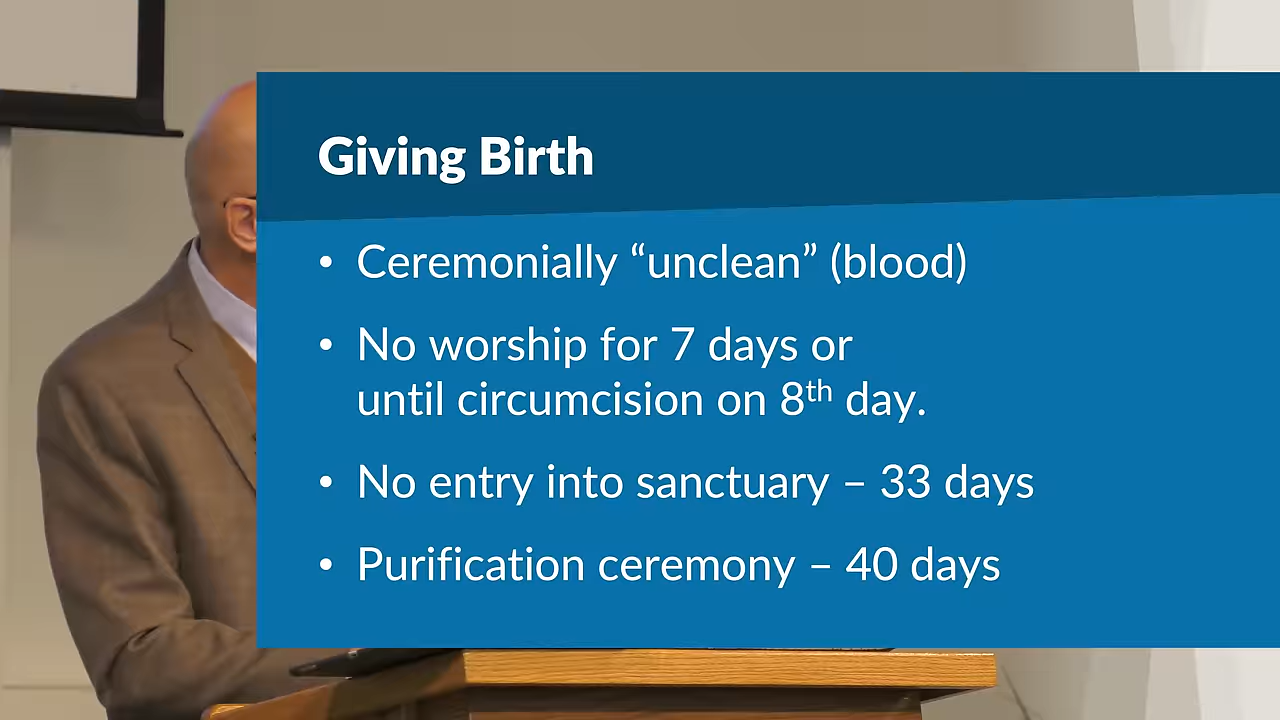 Giving Birth
• Ceremonially “unclean” (blood)
• No worship for 7 days or
until circumcision on 8th day.
• No entry into sanctuary – 33 days
• Purification ceremony – 40 days